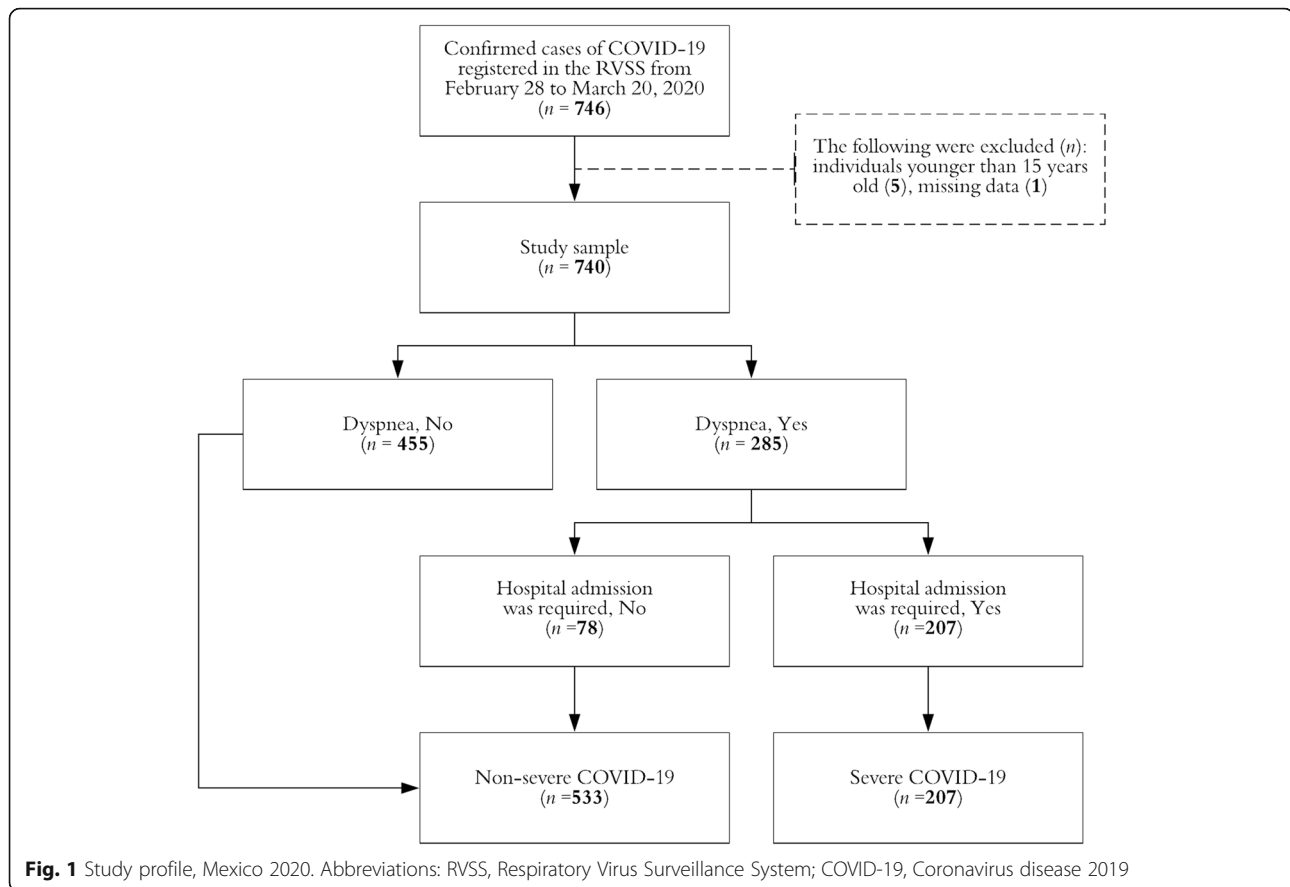 Confirmed cases of COVID-19
registered in the RVSS from
February 28 to March 20, 2020
(n = 746)
The following were excluded (n):
individuals younger than 15 years
old (5), missing data (1)
Study sample
(n = 740)
Dyspnea, No
(n = 455)
Dyspnea, Yes
(n = 285)
Hospital admission
was required, No
(n =78)
Hospital admission
was required, Yes
(n =207)
Non-severe COVID-19
(n =533)
Severe COVID-19
(n =207)
Fig. 1 Study profile, Mexico 2020. Abbreviations: RVSS, Respiratory Virus Surveillance System; COVID-19, Coronavirus disease 2019